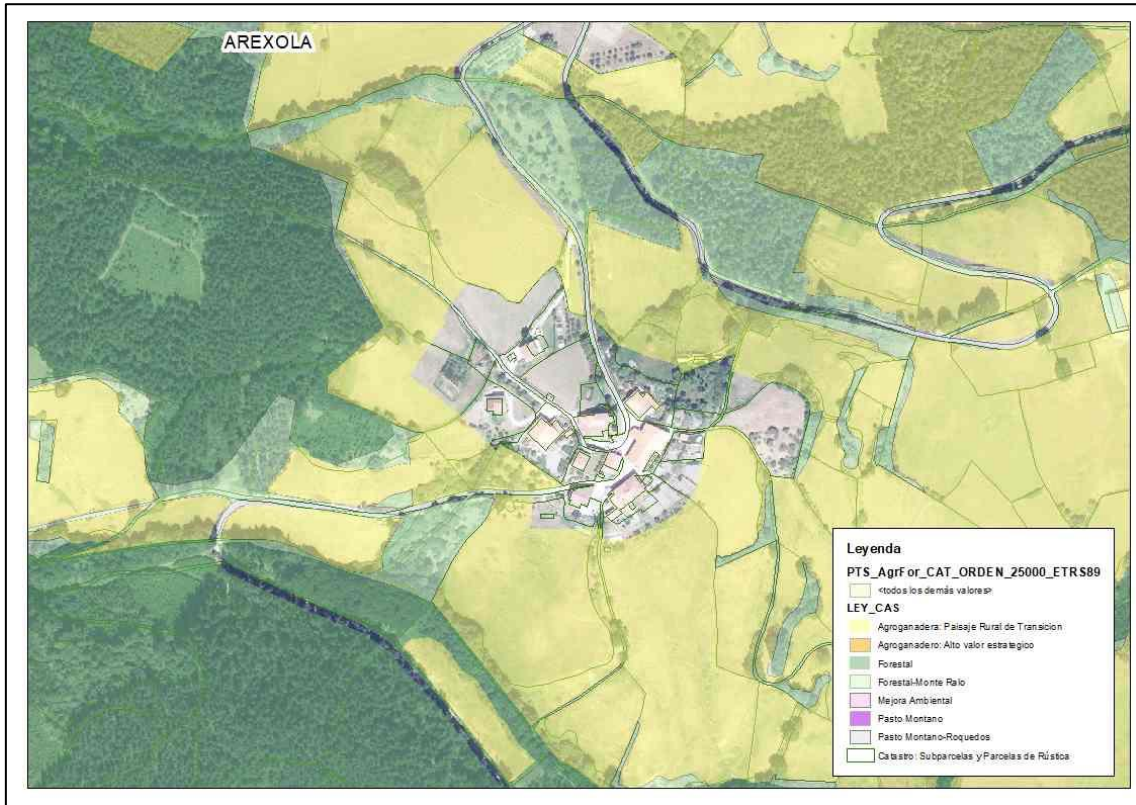 AREXOLA
Leyenda
PTS_AgrFor_CAT_ORDEN_25000_ETRS89
<todos los demás valores>
LEY_CAS
Agroganadera: Paisaje Rural de Transicion
Agroganadero: Alto valor estrategico
Forestal
Forestal-Monte Ralo
Mejora Ambiental
Pasto Montano
Pasto Montano-Roquedos
Catastro: Subparcelas y Parcelas de Rústica